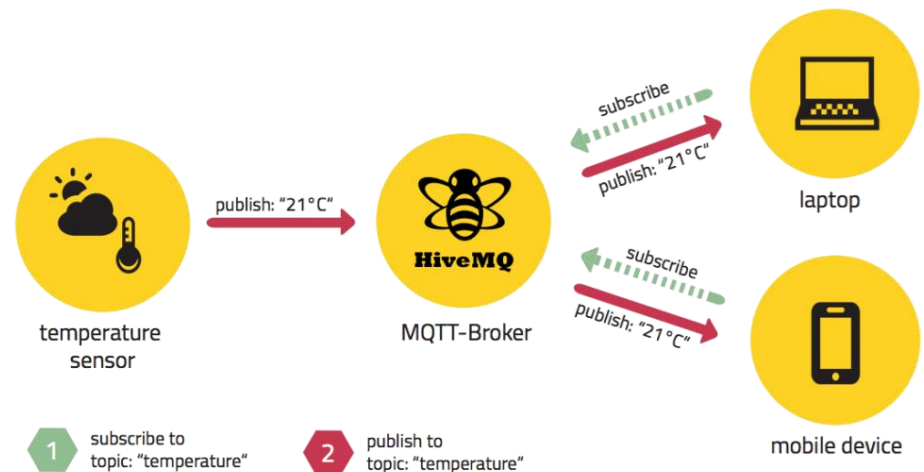 subscribe
publish: "21°C"
laptop
publish: "21°C"
HiveMQ
MQTT-Broker
temperature
sensor
subscribe
publish: "21°C"
mobile device
1
subscribe to
topic: "temperature"
2
publish to
topic: "temperature"